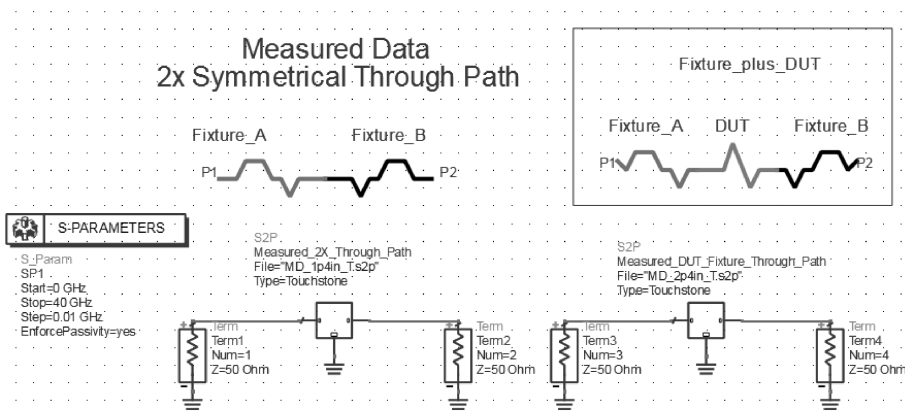 Measured Data
2x Symmetrical Through Path
Fixture_A
Fixture_B
P1
P2
Fixture_plus_DUT
Fixture_A
DUT
Fixture_B
P1
P2
S-PARAMETERS
S_Param
SP1
Start=0 GHz
Stop=40 GHz
Step=0.01 GHz
EnforcePassivity=yes
S2P
Measured_2X_Through_Path
File="MD_1p4in_T.s2p"
Type=Touchstone
S2P
Measured_DUT_Fixture_Through_Path
File="MD_2p4in_T.s2p"
Type=Touchstone
Term
Term1
Num=1
Z=50 Ohm
Term
Term2
Num=2
Z=50 Ohm
Term
Term3
Num=3
Z=50 Ohm
Term
Term4
Num=4
Z=50 Ohm